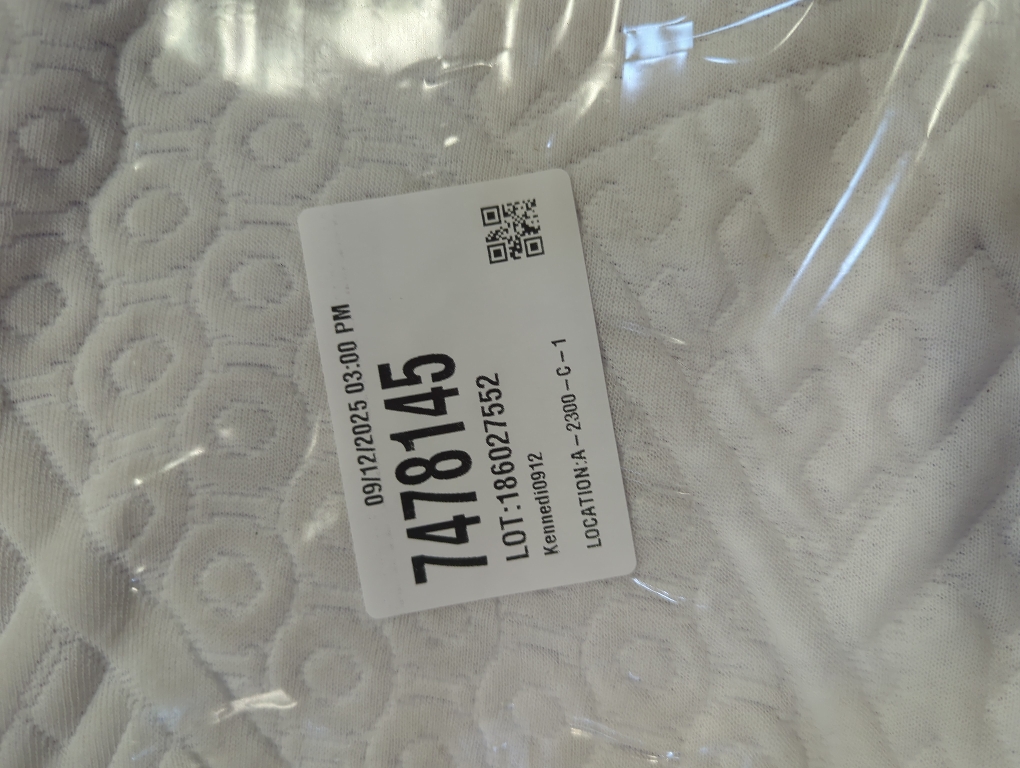 09/12/2025 03:00 PM
7478145
LOT:186027552
Kennedi0912
LOCATION:A-2300-C-1